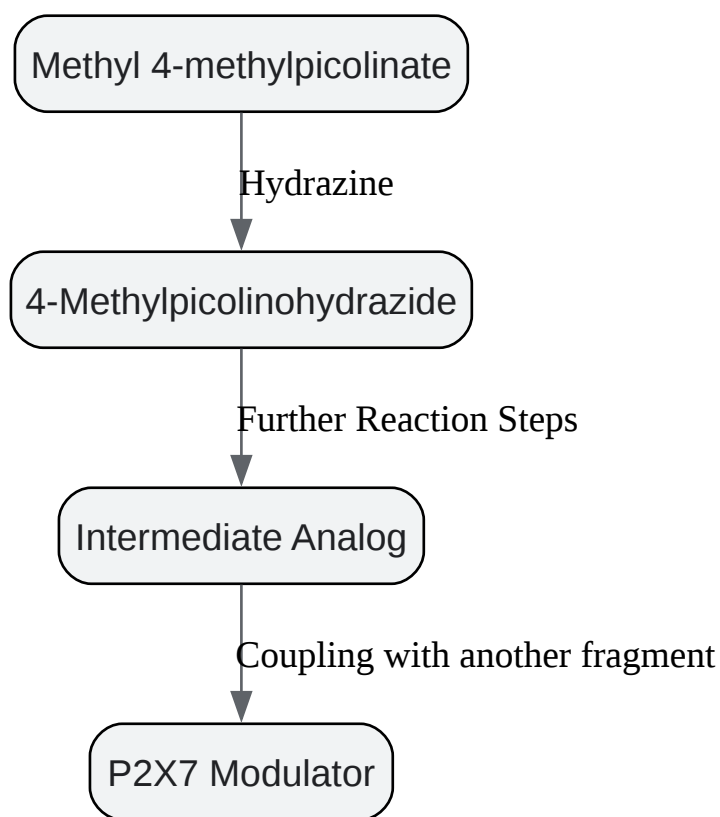 Methyl 4-methylpicolinate
Hydrazine
4-Methylpicolinohydrazide
Further Reaction Steps
Intermediate Analog
Coupling with another fragment
P2X7 Modulator